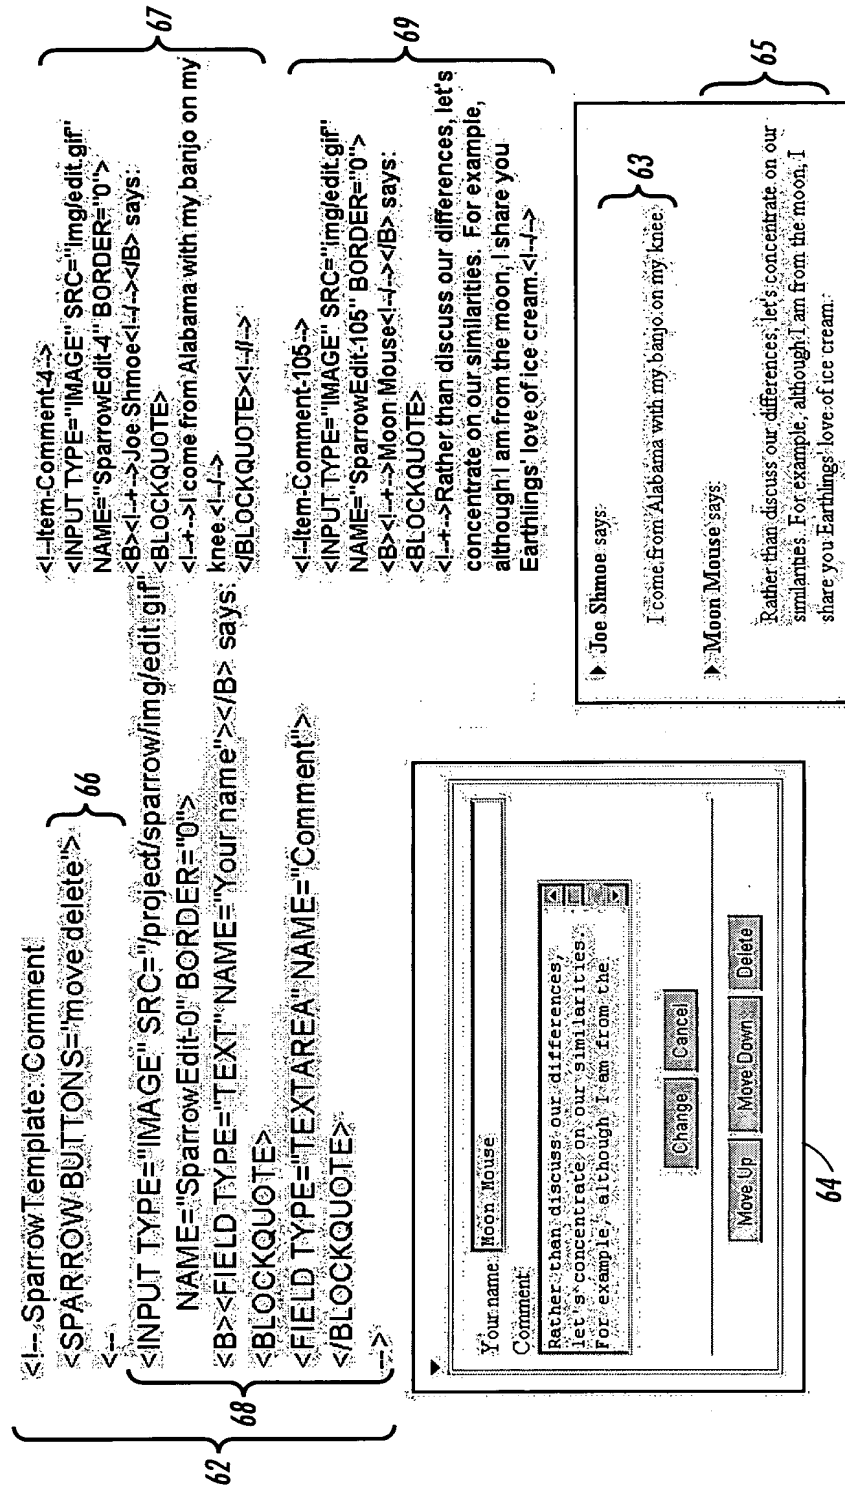 <!-- Sparrow Template: Comment
<SPARROW BUTTONS="move delete">
<--
<INPUT TYPE="IMAGE" SRC="/project/sparrow/img/edit.gif"
NAME="SparrowEdit-0" BORDER="0">
<B><FIELD TYPE="TEXT" NAME="Your name"></B> says:
<BLOCKQUOTE>
<FIELD TYPE="TEXTAREA" NAME="Comment">
</BLOCKQUOTE>
-->
62
68
66
<!--Item-Comment-4-->
<INPUT TYPE="IMAGE" SRC="img/edit.gif"
NAME="SparrowEdit-4" BORDER="0">
<B><!--+-->Joe Shmoe<!--/--></B> says:
<BLOCKQUOTE>
<!--+-->I come from Alabama with my banjo on my
knee.<!--/-->
</BLOCKQUOTE><!--//-->
67
<!--Item-Comment-105-->
<INPUT TYPE="IMAGE" SRC="img/edit.gif"
NAME="SparrowEdit-105" BORDER="0">
<B><!--+-->Moon Mouse<!--/--></B> says:
<BLOCKQUOTE>
<!--+-->Rather than discuss our differences, let's
concentrate on our similarities. For example,
although I am from the moon, I share you
Earthlings' love of ice cream.<!--/-->
69
Your name: Moon Mouse
Comment:
Rather than discuss our differences,
let's concentrate on our similarities.
For example, although I am from the
Change Cancel
Move Up Move Down Delete
64
Joe Shmoe says:
I come from Alabama with my banjo on my knee.
63
Moon Mouse says:
Rather than discuss our differences, let's concentrate on our
similarities. For example, although I am from the moon, I
share you Earthlings' love of ice cream.
65